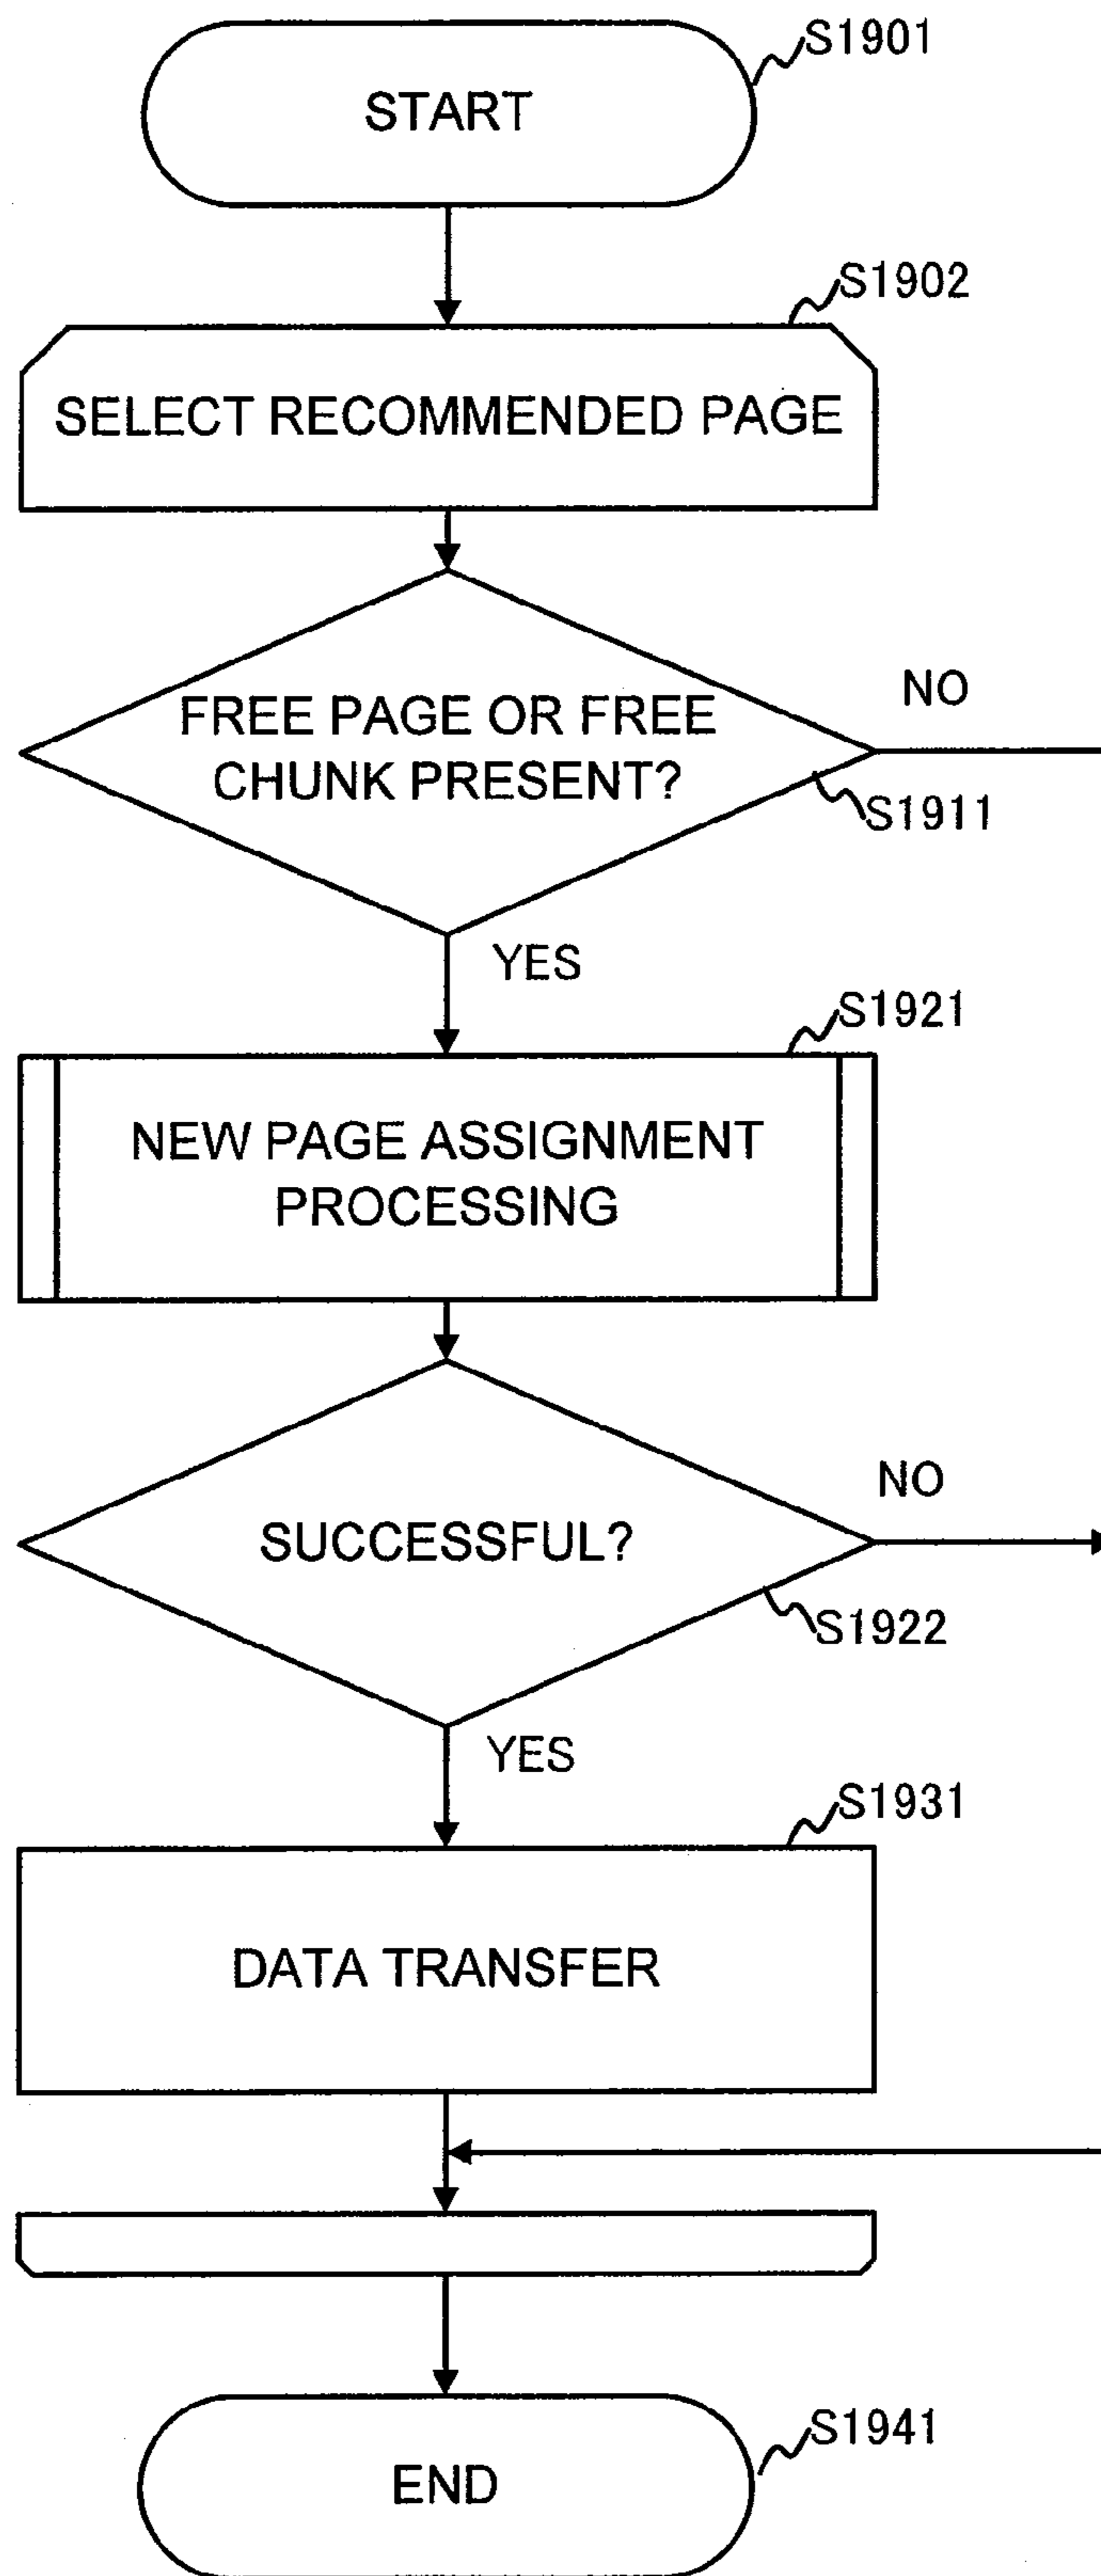 S1901
START
S1902
SELECT RECOMMENDED PAGE
NO
FREE PAGE OR FREE
CHUNK PRESENT?
S1911
YES
S1921
NEW PAGE ASSIGNMENT
PROCESSING
NO
SUCCESSFUL?
S1922
YES
S1931
DATA TRANSFER
S1941
END